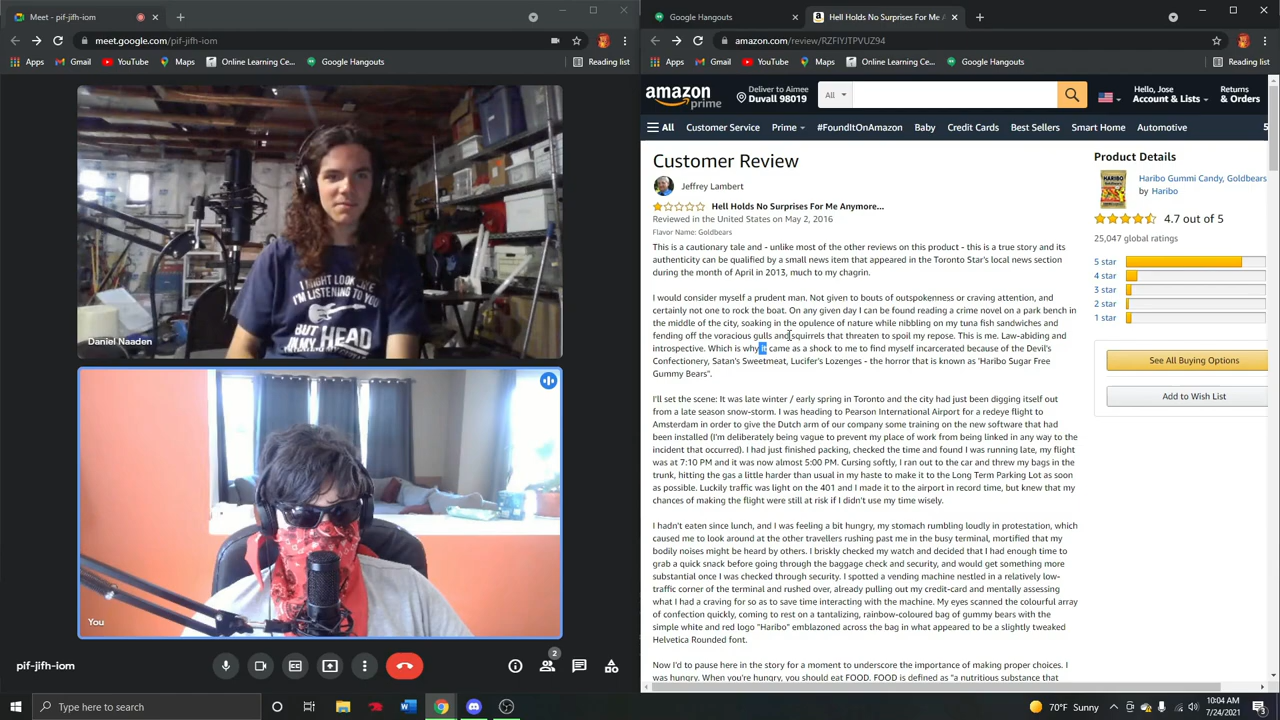 Meet - pif-jifh-iom
meet.google.com/pif-jifh-iom
Apps
Gmail
YouTube
Maps
Online Learning Ce...
Google Hangouts
Reading list
I MIGHT LOOK
LIKE I'M
LISTENING TO
YOU
BUT
IN MY
HEAD
Daniel Naaden
You
pif-jifh-iom
2
Google Hangouts
Hell Holds No Surprises For Me A
amazon.com/review/RZFIYJTPVUZ94
Apps
Gmail
YouTube
Maps
Online Learning Ce...
Google Hangouts
Reading list
amazon
prime
Deliver to Aimee
Duvall 98019
All
Hello, Jose
Account & Lists
Returns
& Orders
All
Customer Service
Prime
#FoundItOnAmazon
Baby
Credit Cards
Best Sellers
Smart Home
Automotive
Customer Review
Jeffrey Lambert
Hell Holds No Surprises For Me Anymore...
Reviewed in the United States on May 2, 2016
Flavor Name: Goldbears
This is a cautionary tale and - unlike most of the other reviews on this product - this is a true story and its
authenticity can be qualified by a small news item that appeared in the Toronto Star's local news section
during the month of April in 2013, much to my chagrin.
I would consider myself a prudent man. Not given to bouts of outspokenness or craving attention, and
certainly not one to rock the boat. On any given day I can be found reading a crime novel on a park bench in
the middle of the city, soaking in the opulence of nature while nibbling on my tuna fish sandwiches and
fending off the voracious gulls and squirrels that threaten to spoil my repose. This is me. Law-abiding and
introspective. Which is why it came as a shock to me to find myself incarcerated because of the Devil's
Confectionery, Satan's Sweetmeat, Lucifer's Lozenges - the horror that is known as "Haribo Sugar Free
Gummy Bears".
I'll set the scene: It was late winter / early spring in Toronto and the city had just been digging itself out
from a late season snow-storm. I was heading to Pearson International Airport for a redeye flight to
Amsterdam in order to give the Dutch arm of our company some training on the new software that had
been installed (I'm deliberately being vague to prevent my place of work from being linked in any way to the
incident that occurred). I had just finished packing, checked the time and found I was running late, my flight
was at 7:10 PM and it was now almost 5:00 PM. Cursing softly, I ran out to the car and threw my bags in the
trunk, hitting the gas a little harder than usual in my haste to make it to the Long Term Parking Lot as soon
as possible. Luckily traffic was light on the 401 and I made it to the airport in record time, but knew that my
chances of making the flight were still at risk if I didn't use my time wisely.
I hadn't eaten since lunch, and I was feeling a bit hungry, my stomach rumbling loudly in protestation, which
caused me to look around at the other travellers rushing past me in the busy terminal, mortified that my
bodily noises might be heard by others. I briskly checked my watch and decided that I had enough time to
grab a quick snack before going through the baggage check and security, and would get something more
substantial once I was checked through security. I spotted a vending machine nestled in a relatively low-
traffic corner of the terminal and rushed over, already pulling out my credit-card and mentally assessing
what I had a craving for so as to save time interacting with the machine. My eyes scanned the colourful array
of confection quickly, coming to rest on a tantalizing, rainbow-coloured bag of gummy bears with the
simple white and red logo "Haribo" emblazoned across the bag in what appeared to be a slightly tweaked
Helvetica Rounded font.
Now I'd to pause here in the story for a moment to underscore the importance of making proper choices. I
was hungry. When you're hungry, you should eat FOOD. FOOD is defined as "a nutritious substance that
Product Details
Haribo Gummi Candy, Goldbears
by Haribo
4.7 out of 5
25,047 global ratings
5 star
4 star
3 star
2 star
1 star
See All Buying Options
Add to Wish List
Type here to search
70°F Sunny
10:04 AM
7/24/2021